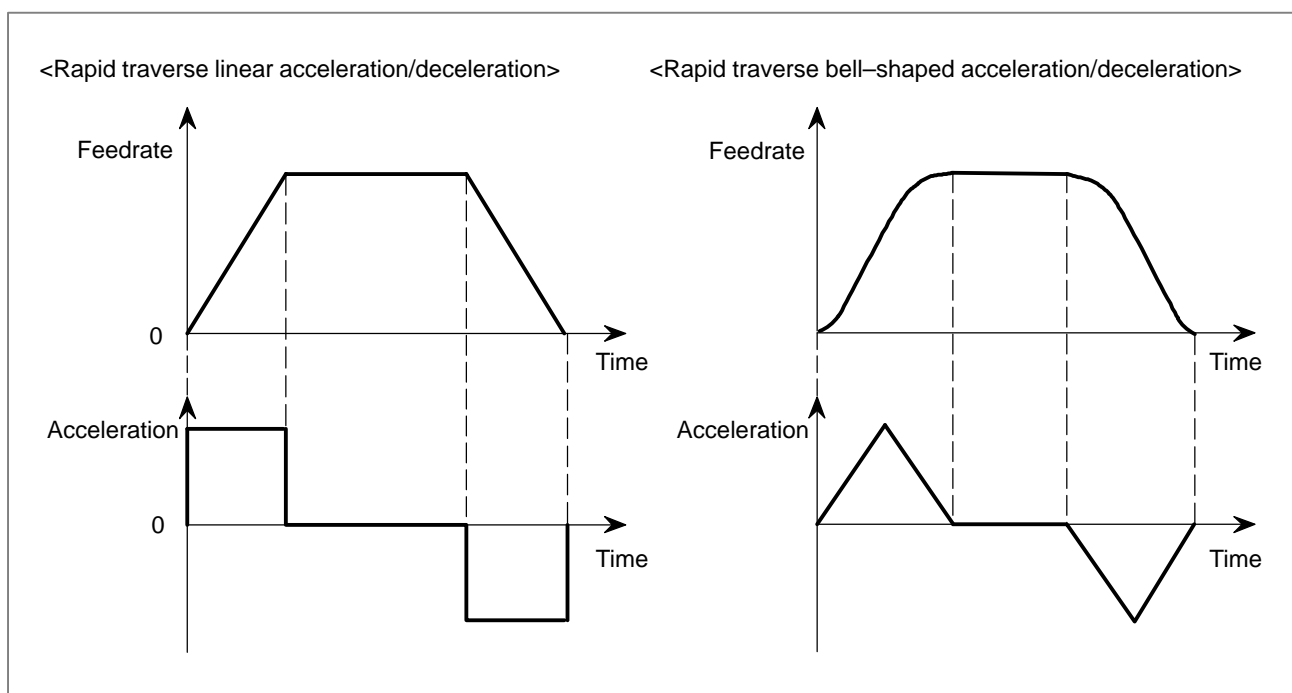 <Rapid traverse linear acceleration/deceleration>
Feedrate
0
Time
Acceleration
0
Time
<Rapid traverse bell–shaped acceleration/deceleration>
Feedrate
Time
Acceleration
Time